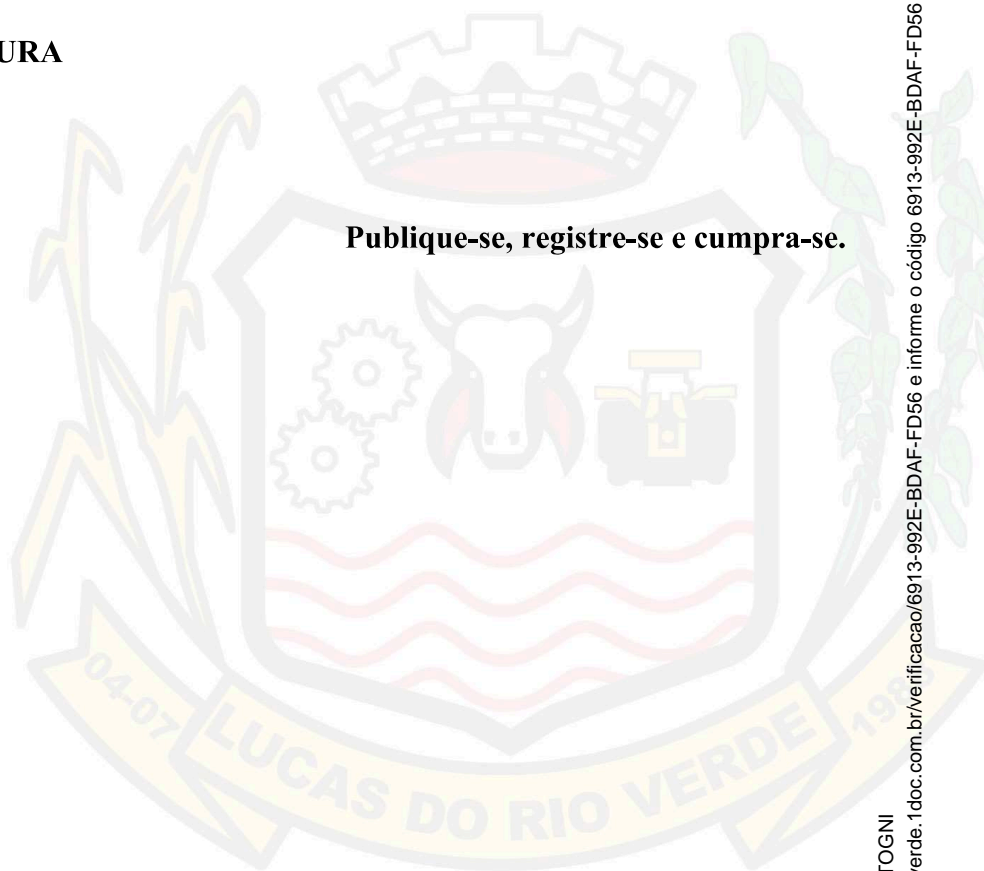 URA
Publique-se, registre-se e cumpra-se.
04-07
LUCAS DO RIO VERDE
TOGNI
verde.1doc.com.br/verificacao/6913-992E-BDAF-FD56 e informe o código 6913-992E-BDAF-FD56